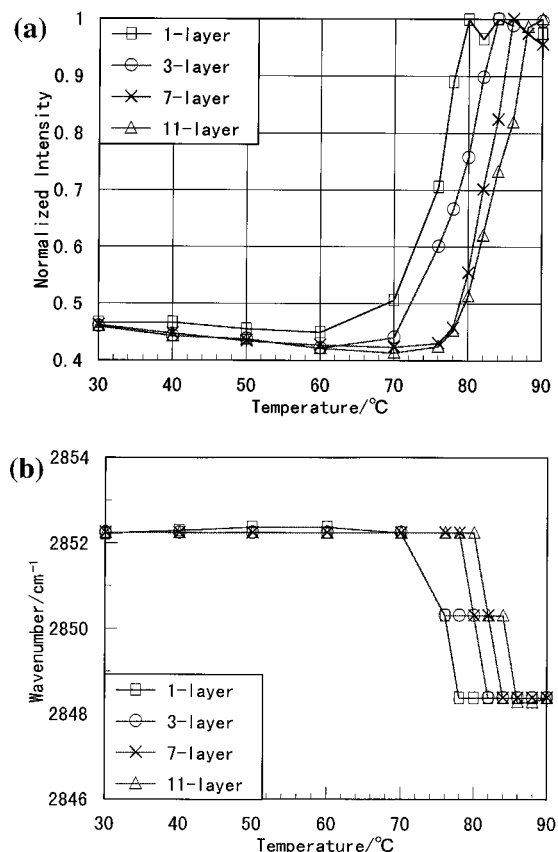 (a)
1
0.9
0.8
0.7
0.6
0.5
0.4
Normalized Intensity
1-layer
3-layer
7-layer
11-layer
30 40 50 60 70 80 90
Temperature/℃
(b)
2854
2852
2850
2848
2846
Wavenumber/cm⁻¹
1-layer
3-layer
7-layer
11-layer
30 40 50 60 70 80 90
Temperature/℃